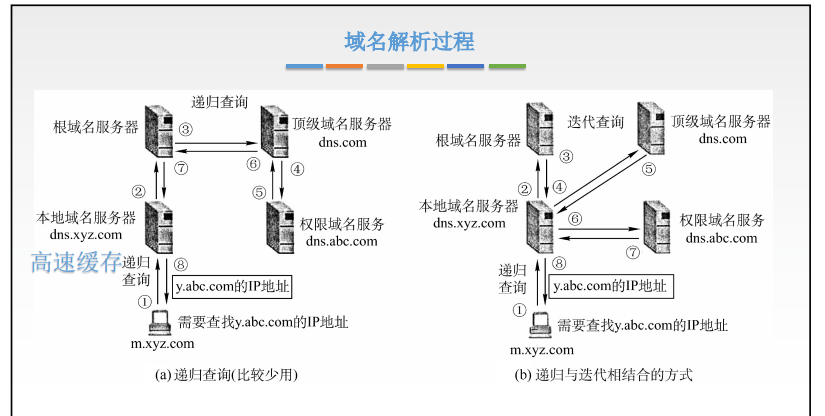 域名解析过程
递归查询
根域名服务器
③
顶级域名服务器
dns.com
⑦
⑥
④
②
⑤
本地域名服务器
dns.xyz.com
权限域名服务
dns.abc.com
高速缓存
递归
查询
⑧
y.abc.com的IP地址
①
需要查找y.abc.com的IP地址
m.xyz.com
(a) 递归查询(比较少用)
迭代查询
顶级域名服务器
dns.com
根域名服务器
③
⑤
②
④
本地域名服务器
dns.xyz.com
⑥
权限域名服务
dns.abc.com
⑦
递归
查询
⑧
y.abc.com的IP地址
①
需要查找y.abc.com的IP地址
m.xyz.com
(b) 递归与迭代相结合的方式